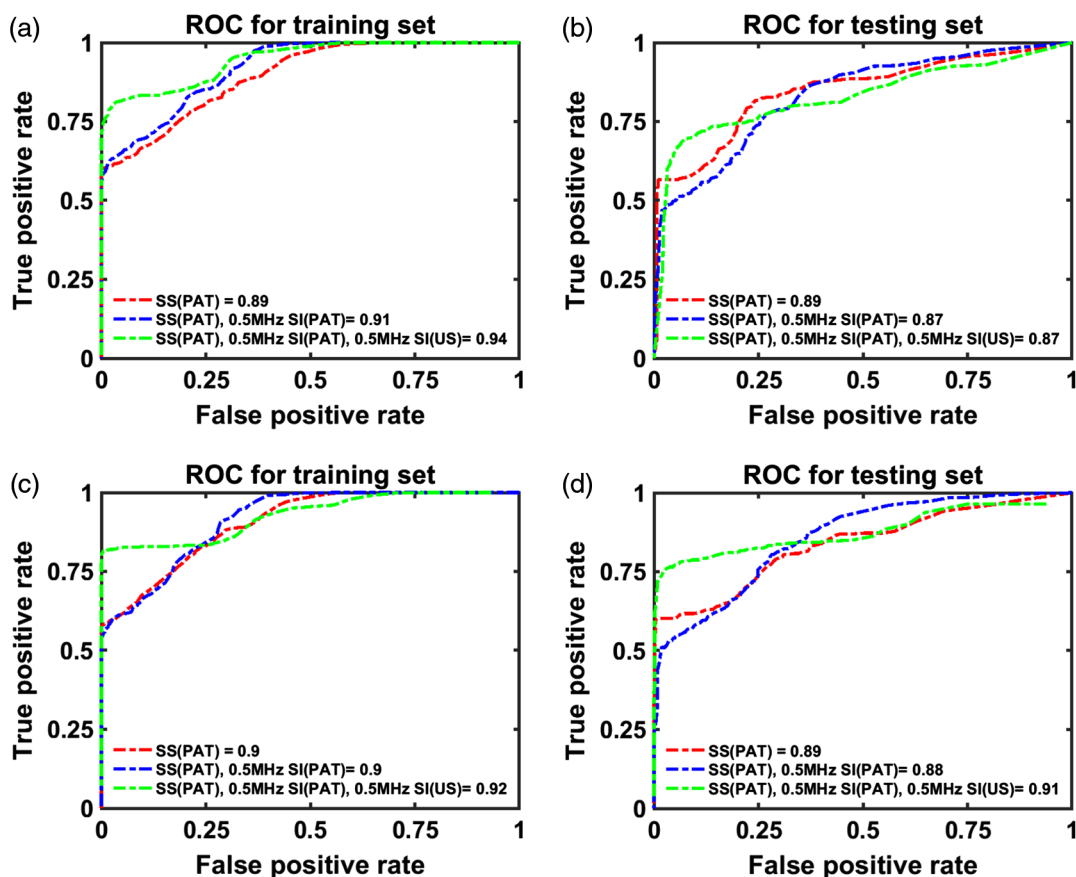 (a)
ROC for training set
True positive rate
1
0.75
0.5
0.25
0
SS(PAT) = 0.89
SS(PAT), 0.5MHz SI(PAT)= 0.91
SS(PAT), 0.5MHz SI(PAT), 0.5MHz SI(US)= 0.94
0
0.25
0.5
0.75
1
False positive rate
(b)
ROC for testing set
True positive rate
1
0.75
0.5
0.25
0
SS(PAT) = 0.89
SS(PAT), 0.5MHz SI(PAT)= 0.87
SS(PAT), 0.5MHz SI(PAT), 0.5MHz SI(US)= 0.87
0
0.25
0.5
0.75
1
False positive rate
(c)
ROC for training set
True positive rate
1
0.75
0.5
0.25
0
SS(PAT) = 0.9
SS(PAT), 0.5MHz SI(PAT)= 0.9
SS(PAT), 0.5MHz SI(PAT), 0.5MHz SI(US)= 0.92
0
0.25
0.5
0.75
1
False positive rate
(d)
ROC for testing set
True positive rate
1
0.75
0.5
0.25
0
SS(PAT) = 0.89
SS(PAT), 0.5MHz SI(PAT)= 0.88
SS(PAT), 0.5MHz SI(PAT), 0.5MHz SI(US)= 0.91
0
0.25
0.5
0.75
1
False positive rate